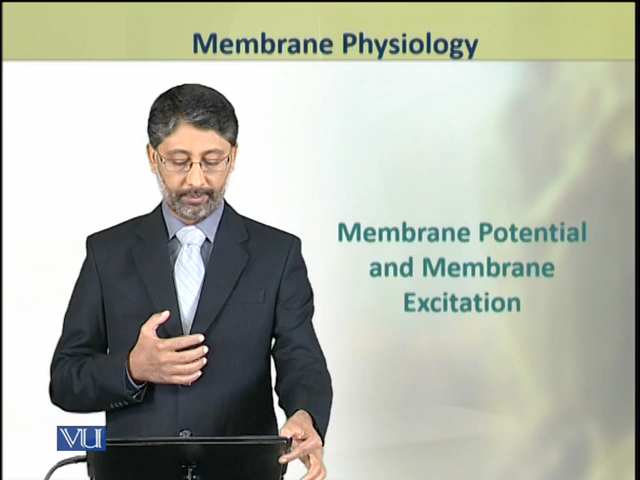 Membrane Physiology
Membrane Potential
and Membrane
Excitation
VU